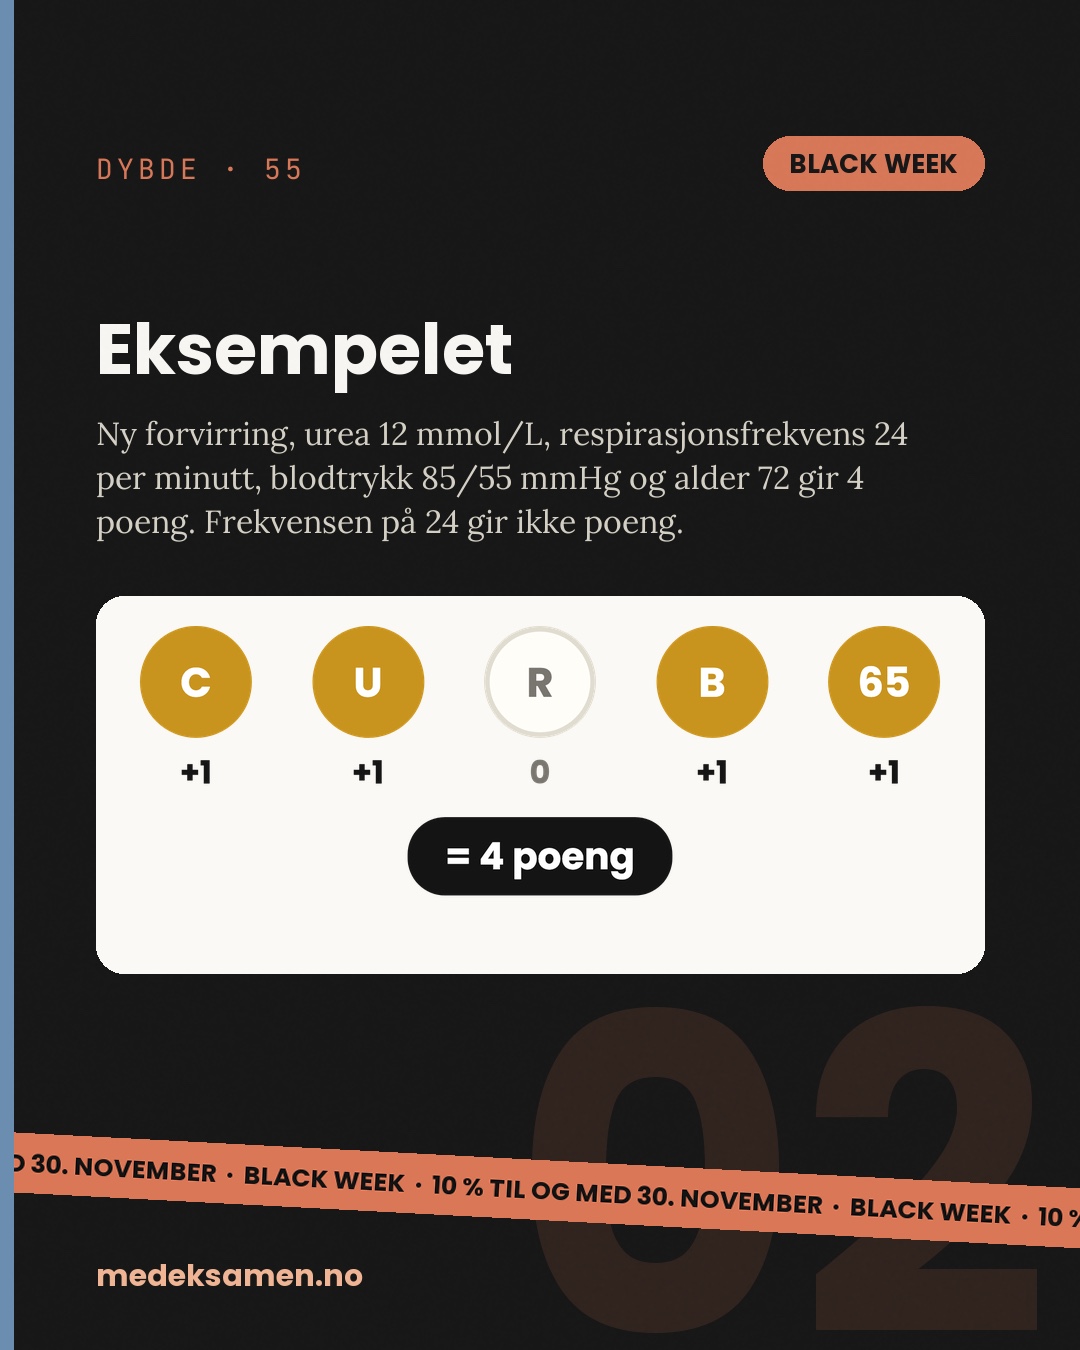 DYBDE · 55
BLACK WEEK
Eksempelet
Ny forvirring, urea 12 mmol/L, respirasjonsfrekvens 24
per minutt, blodtrykk 85/55 mmHg og alder 72 gir 4
poeng. Frekvensen på 24 gir ikke poeng.
C U R B 65
+1 +1 0 +1 +1
= 4 poeng
02
30. NOVEMBER · BLACK WEEK · 10 % TIL OG MED 30. NOVEMBER · BLACK WEEK · 10 %
medeksamen.no